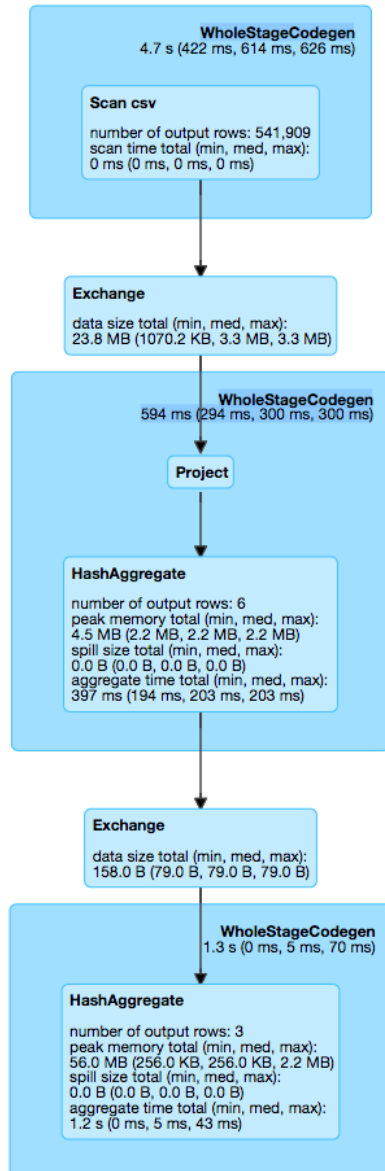 WholeStageCodegen
4.7 s (422 ms, 614 ms, 626 ms)
Scan csv
number of output rows: 541,909
scan time total (min, med, max):
0 ms (0 ms, 0 ms, 0 ms)
Exchange
data size total (min, med, max):
23.8 MB (1070.2 KB, 3.3 MB, 3.3 MB)
WholeStageCodegen
594 ms (294 ms, 300 ms, 300 ms)
Project
HashAggregate
number of output rows: 6
peak memory total (min, med, max):
4.5 MB (2.2 MB, 2.2 MB, 2.2 MB)
spill size total (min, med, max):
0.0 B (0.0 B, 0.0 B, 0.0 B)
aggregate time total (min, med, max):
397 ms (194 ms, 203 ms, 203 ms)
Exchange
data size total (min, med, max):
158.0 B (79.0 B, 79.0 B, 79.0 B)
WholeStageCodegen
1.3 s (0 ms, 5 ms, 70 ms)
HashAggregate
number of output rows: 3
peak memory total (min, med, max):
56.0 MB (256.0 KB, 256.0 KB, 2.2 MB)
spill size total (min, med, max):
0.0 B (0.0 B, 0.0 B, 0.0 B)
aggregate time total (min, med, max):
1.2 s (0 ms, 5 ms, 43 ms)